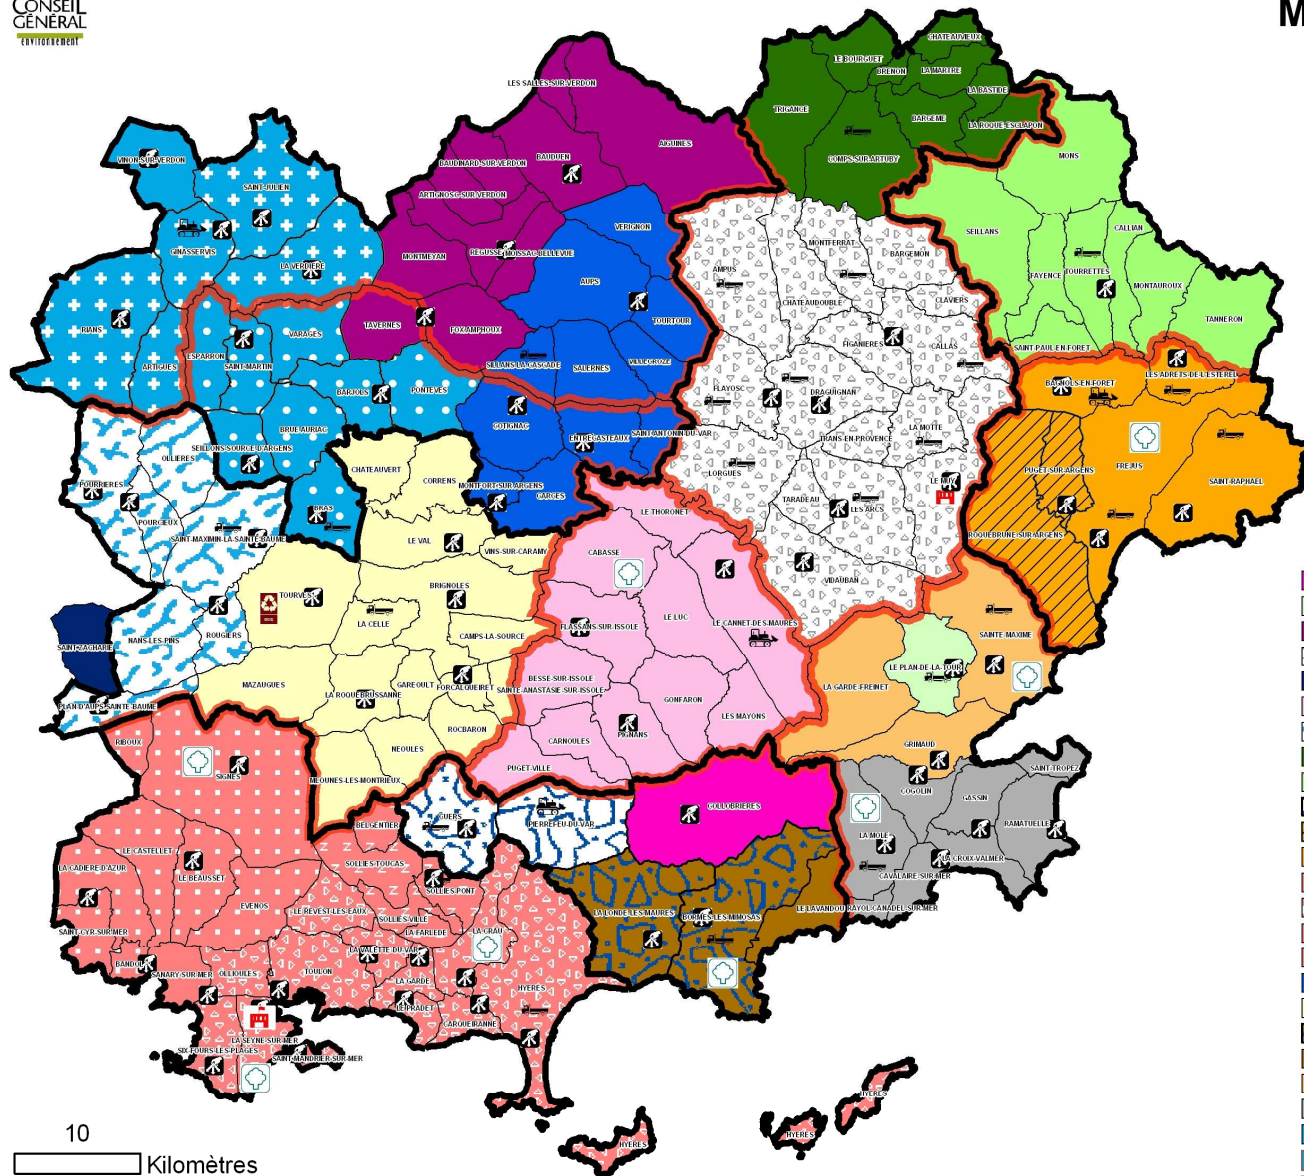 CONSEIL
GÉNÉRAL
environnement
M
CHATEAUVIEUX
LE BOURGUET
BRENON
LA MARTRE
LA BASTIDE
TRIGANCE
BARGEME
LA ROQUE-ESCLAPON
COMPS-SUR-ARTUBY
LES SALLES-SUR-VERDON
AIGUINES
BAUDUEN
BAUDINARD-SUR-VERDON
ARTIGNOSC-SUR-VERDON
VINON-SUR-VERDON
SAINT-JULIEN
GINASSERVIS
LA VERDIERE
MONTMEYAN
REGUSSE
MOISSAC-BELLEVUE
VERIGNON
AUPS
TOURTOUR
MONS
SEILLANS
CALLIAN
FAYENCE
TOURRETTES
MONTAUROUX
TANNERON
SAINT-PAUL-EN-FORET
MONTFERRAT
BARGEMON
AMPUS
CHATEAUDOUBLE
CLAVIERS
FIGANIERES
CALLAS
RIANS
ARTIGUES
ESPARRON
SAINT-MARTIN
VARAGES
TAVERNES
FOX-AMPHOUX
SILLANS-LA-CASCADE
SALERNES
VILLECROZE
BARJOLS
PONTEVES
BRUE-AURIAC
SEILLONS-SOURCE-D'ARGENS
COTIGNAC
ENTRECASTEAUX
SAINT-ANTONIN-DU-VAR
FLAYOSC
DRAGUIGNAN
TRANS-EN-PROVENCE
LA MOTTE
LORGUES
TARADEAU
LES ARCS
LE MUY
VIDAUBAN
BAGNOLS-EN-FORET
LES ADRETS-DE-L'ESTEREL
PUGET-SUR-ARGENS
FREJUS
SAINT-RAPHAEL
ROQUEBRUNE-SUR-ARGENS
OLLIERES
POURRIERES
POURCIEUX
SAINT-MAXIMIN-LA-SAINTE-BAUME
BRAS
CHATEAUVERT
CORRENS
MONTFORT-SUR-ARGENS
CARCES
LE VAL
VINS-SUR-CARAMY
BRIGNOLES
TOURVES
LA CELLE
CAMPS-LA-SOURCE
ROUGIERS
NANS-LES-PINS
SAINT-ZACHARIE
PLAN-D'AUPS-SAINTE-BAUME
MAZAUGUES
LA ROQUEBRUSSANNE
GAREOULT
FORCALQUEIRET
ROCBARON
NEOULES
MEOUNES-LES-MONTRIEUX
LE THORONET
CABASSE
FLASSANS-SUR-ISSOLE
LE LUC
LE CANNET-DES-MAURES
BESSE-SUR-ISSOLE
SAINTE-ANASTASIE-SUR-ISSOLE
GONFARON
LES MAYONS
CARNOULES
PIGNANS
PUGET-VILLE
SAINTE-MAXIME
LE PLAN-DE-LA-TOUR
LA GARDE-FREINET
GRIMAUD
COGOLIN
SAINT-TROPEZ
GASSIN
RAMATUELLE
LA MOLE
LA CROIX-VALMER
CAVALAIRE-SUR-MER
RAYOL-CANADEL-SUR-MER
LE LAVANDOU
COLLOBRIERES
PIERREFEU-DU-VAR
CUERS
BORMES-LES-MIMOSAS
LA LONDE-LES-MAURES
RIBOUX
SIGNES
BELGENTIER
SOLLIES-TOUCAS
SOLLIES-PONT
SOLLIES-VILLE
LE CASTELLET
LA CADIERE-D'AZUR
LE BEAUSSET
EVENOS
LE REVEST-LES-EAUX
LA FARLEDE
LA CRAU
SAINT-CYR-SUR-MER
BANDOL
SANARY-SUR-MER
OLLIOULES
TOULON
LA VALETTE-DU-VAR
LA GARDE
LE PRADET
CARQUEIRANNE
HYERES
LA SEYNE-SUR-MER
SIX-FOURS-LES-PLAGES
SAINT-MANDRIER-SUR-MER
HYERES
HYERES
HYERES
10
Kilomètres